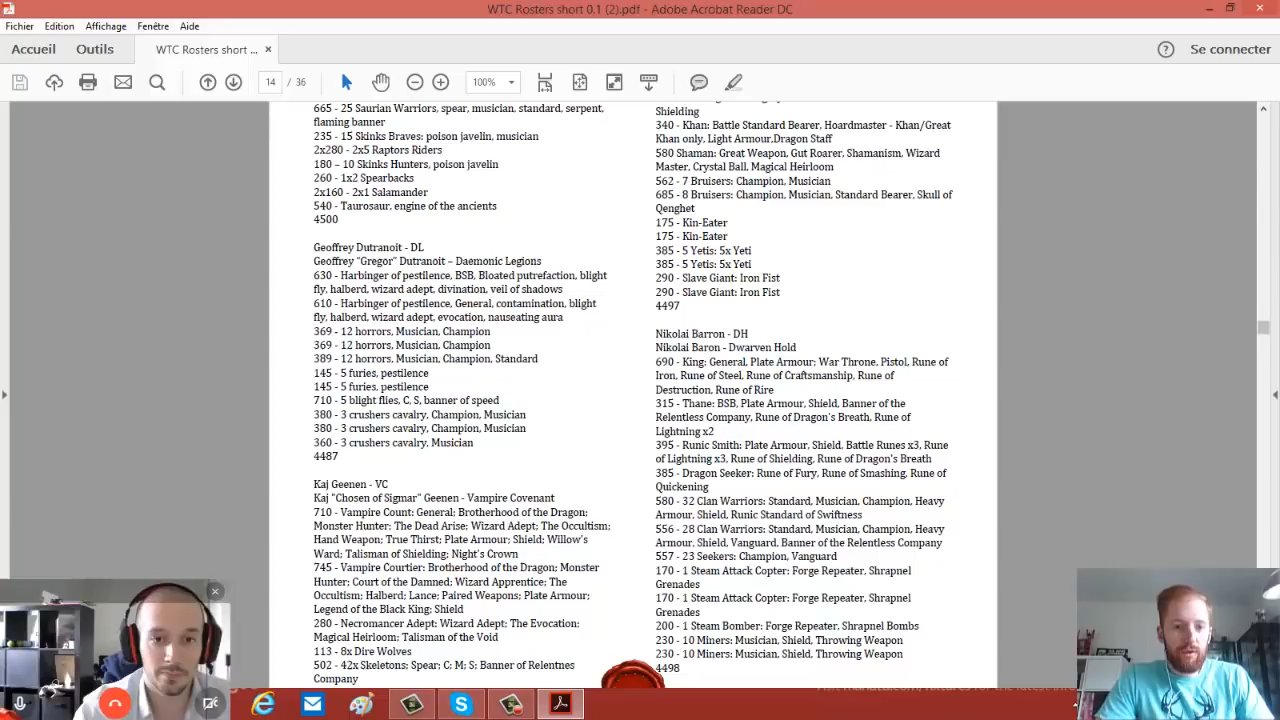 WTC Rosters short 0.1 (2).pdf - Adobe Acrobat Reader DC
Fichier Edition Affichage Fenêtre Aide
Accueil Outils WTC Rosters short ... × Se connecter
14 / 36 100%
665 - 25 Saurian Warriors, spear, musician, standard, serpent,
flaming banner
235 - 15 Skinks Braves: poison javelin, musician
2x280 - 2x5 Raptors Riders
180 – 10 Skinks Hunters, poison javelin
260 - 1x2 Spearbacks
2x160 - 2x1 Salamander
540 - Taurosaur, engine of the ancients
4500
Geoffrey Dutranoit - DL
Geoffrey "Gregor" Dutranoit – Daemonic Legions
630 - Harbinger of pestilence, BSB, Bloated putrefaction, blight
fly, halberd, wizard adept, divination, veil of shadows
610 - Harbinger of pestilence, General, contamination, blight
fly, halberd, wizard adept, evocation, nauseating aura
369 - 12 horrors, Musician, Champion
369 - 12 horrors, Musician, Champion
389 - 12 horrors, Musician, Champion, Standard
145 - 5 furies, pestilence
145 - 5 furies, pestilence
710 - 5 blight flies, C, S, banner of speed
380 - 3 crushers cavalry, Champion, Musician
380 - 3 crushers cavalry, Champion, Musician
360 - 3 crushers cavalry, Musician
4487
Kaj Geenen - VC
Kaj "Chosen of Sigmar" Geenen - Vampire Covenant
710 - Vampire Count: General; Brotherhood of the Dragon;
Monster Hunter; The Dead Arise; Wizard Adept; The Occultism;
Hand Weapon; True Thirst; Plate Armour; Shield; Willow's
Ward; Talisman of Shielding; Night's Crown
745 - Vampire Courtier: Brotherhood of the Dragon; Monster
Hunter; Court of the Damned; Wizard Apprentice; The
Occultism; Halberd; Lance; Paired Weapons; Plate Armour;
Legend of the Black King; Shield
280 - Necromancer Adept; Wizard Adept; The Evocation;
Magical Heirloom; Talisman of the Void
113 - 8x Dire Wolves
502 - 42x Skeletons; Spear; C; M; S; Banner of Relentnes
Company
Shielding
340 - Khan: Battle Standard Bearer, Hoardmaster - Khan/Great
Khan only, Light Armour,Dragon Staff
580 Shaman: Great Weapon, Gut Roarer, Shamanism, Wizard
Master, Crystal Ball, Magical Heirloom
562 - 7 Bruisers: Champion, Musician
685 - 8 Bruisers: Champion, Musician, Standard Bearer, Skull of
Qenghet
175 - Kin-Eater
175 - Kin-Eater
385 - 5 Yetis: 5x Yeti
385 - 5 Yetis: 5x Yeti
290 - Slave Giant: Iron Fist
290 - Slave Giant: Iron Fist
4497
Nikolai Barron - DH
Nikolai Baron - Dwarven Hold
690 - King: General, Plate Armour; War Throne, Pistol, Rune of
Iron, Rune of Steel, Rune of Craftsmanship, Rune of
Destruction, Rune of Rire
315 - Thane: BSB, Plate Armour, Shield, Banner of the
Relentless Company, Rune of Dragon's Breath, Rune of
Lightning x2
395 - Runic Smith: Plate Armour, Shield, Battle Runes x3, Rune
of Lightning x3, Rune of Shielding, Rune of Dragon's Breath
385 - Dragon Seeker: Rune of Fury, Rune of Smashing, Rune of
Quickening
580 - 32 Clan Warriors: Standard, Musician, Champion, Heavy
Armour, Shield, Runic Standard of Swiftness
556 - 28 Clan Warriors: Standard, Musician, Champion, Heavy
Armour, Shield, Vanguard, Banner of the Relentless Company
557 - 23 Seekers: Champion, Vanguard
170 - 1 Steam Attack Copter: Forge Repeater, Shrapnel
Grenades
170 - 1 Steam Attack Copter: Forge Repeater, Shrapnel
Grenades
200 - 1 Steam Bomber: Forge Repeater, Shrapnel Bombs
230 - 10 Miners: Musician, Shield, Throwing Weapon
230 - 10 Miners: Musician, Shield, Throwing Weapon
4498